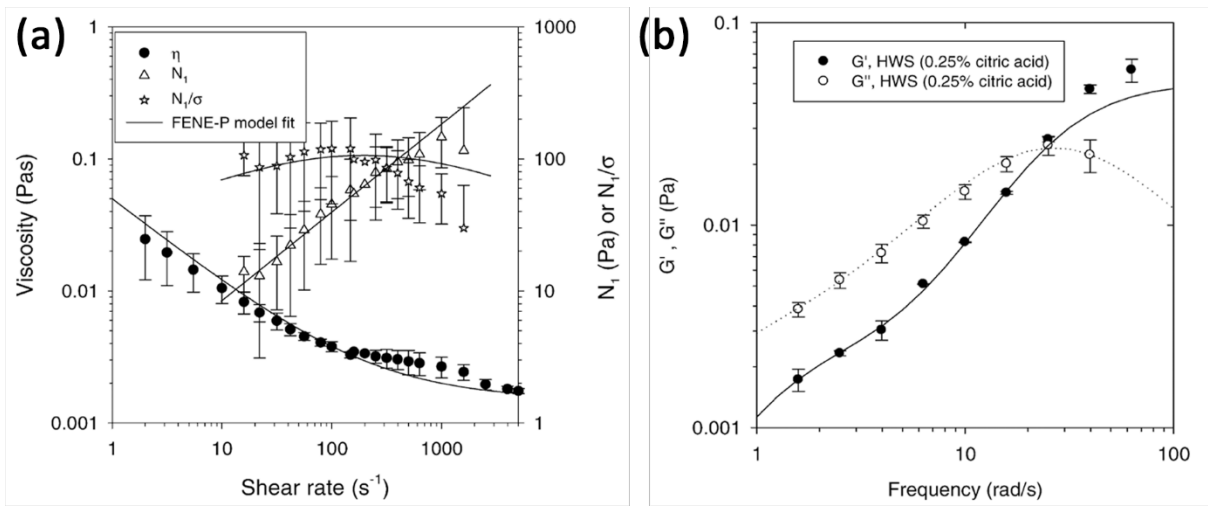 (a)
1
0.1
0.01
0.001
Viscosity (Pas)
η
N₁
N₁/σ
FENE-P model fit
1000
100
10
1
N₁ (Pa) or N₁/σ
1 10 100 1000
Shear rate (s⁻¹)
(b)
0.1
0.01
0.001
G', G'' (Pa)
G', HWS (0.25% citric acid)
G'', HWS (0.25% citric acid)
1 10 100
Frequency (rad/s)